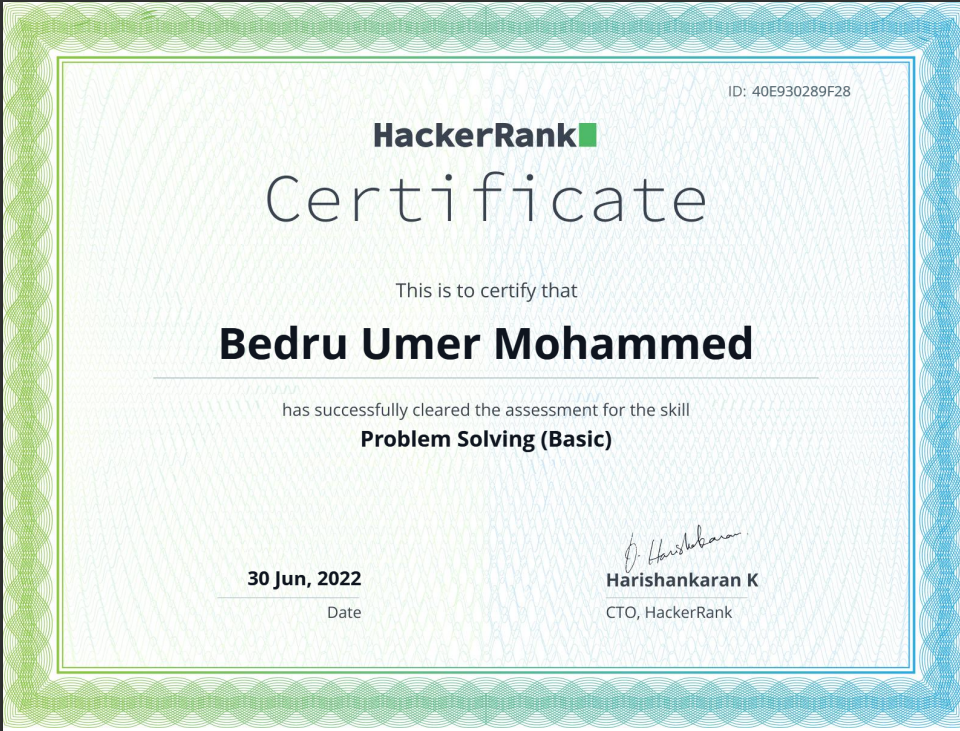 ID: 40E930289F28
HackerRank
Certificate
This is to certify that
Bedru Umer Mohammed
has successfully cleared the assessment for the skill
Problem Solving (Basic)
30 Jun, 2022
Date
Harishankaran K
CTO, HackerRank